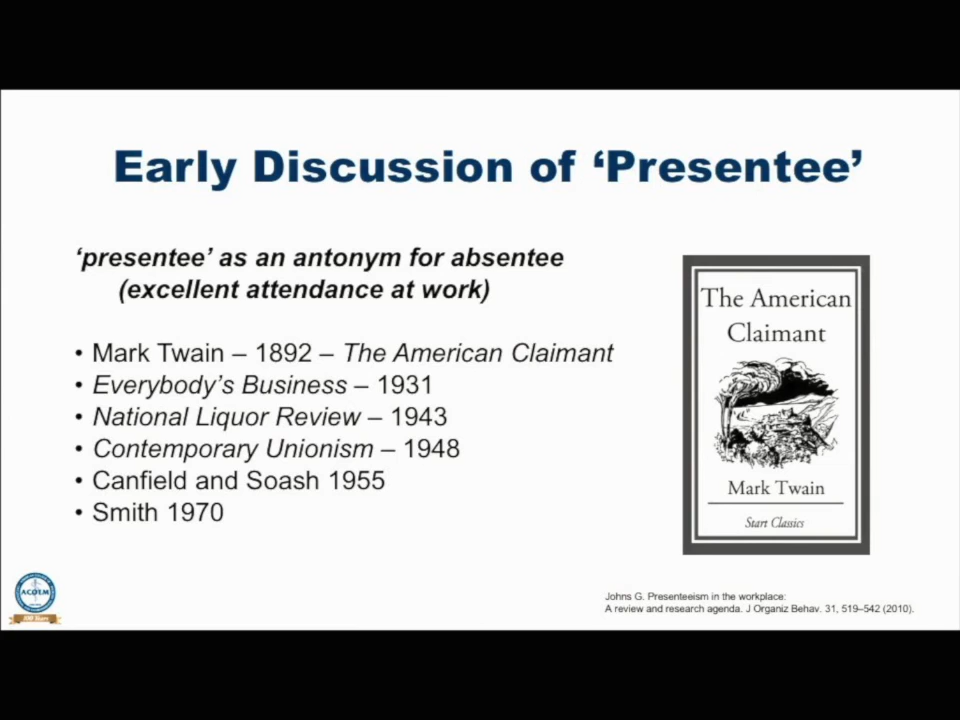 Early Discussion of ‘Presentee’
‘presentee’ as an antonym for absentee
(excellent attendance at work)
• Mark Twain – 1892 – The American Claimant
• Everybody’s Business – 1931
• National Liquor Review – 1943
• Contemporary Unionism – 1948
• Canfield and Soash 1955
• Smith 1970
The American
Claimant
Mark Twain
Start Classics
ACOEM
Johns G. Presenteeism in the workplace:
A review and research agenda. J Organiz Behav. 31, 519–542 (2010).